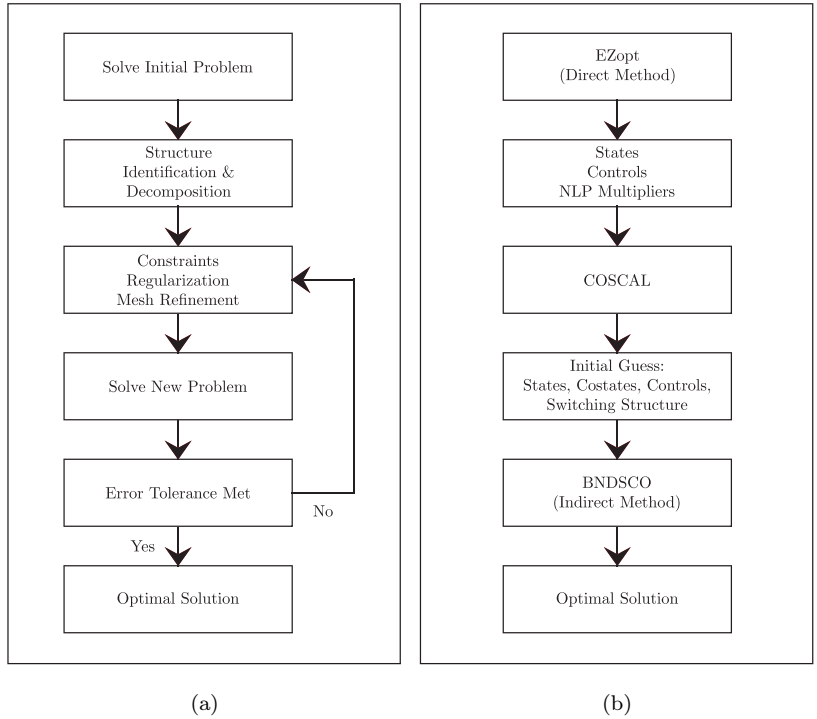 Solve Initial Problem
Structure
Identification &
Decomposition
Constraints
Regularization
Mesh Refinement
Solve New Problem
Error Tolerance Met
No
Yes
Optimal Solution
(a)
EZopt
(Direct Method)
States
Controls
NLP Multipliers
COSCAL
Initial Guess:
States, Costates, Controls,
Switching Structure
BNDSCO
(Indirect Method)
Optimal Solution
(b)